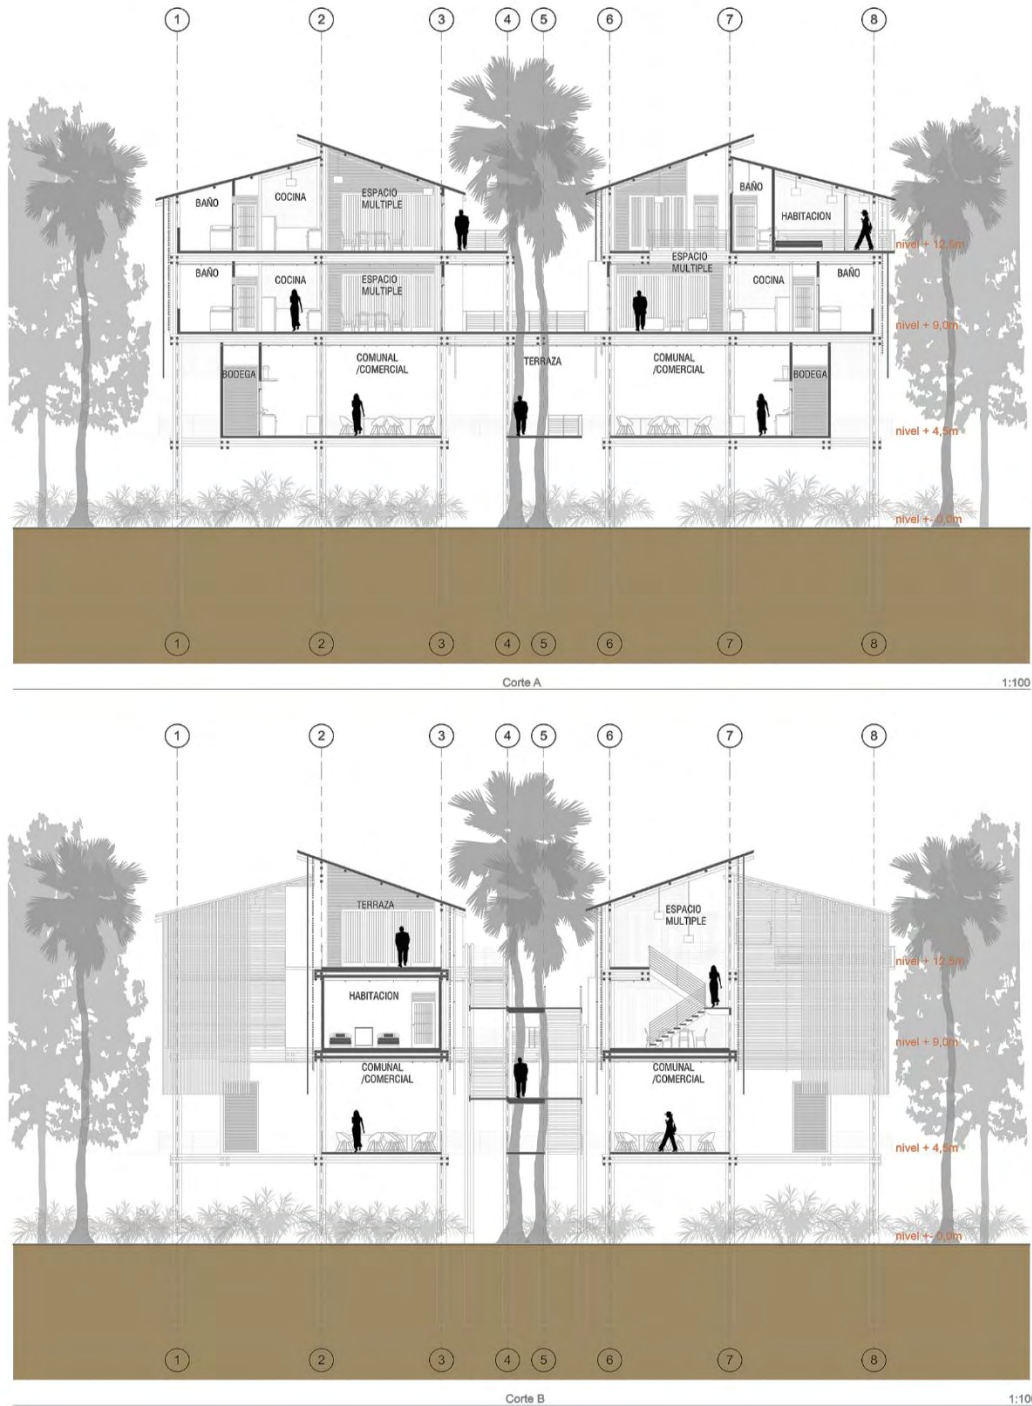 1 2 3 4 5 6 7 8
BAÑO COCINA ESPACIO MULTIPLE BAÑO HABITACION
nivel + 12,5m
BAÑO COCINA ESPACIO MULTIPLE ESPACIO MULTIPLE COCINA BAÑO
nivel + 9,0m
BODEGA COMUNAL /COMERCIAL TERRAZA COMUNAL /COMERCIAL BODEGA
nivel + 4,5m
nivel +- 0,0m
1 2 3 4 5 6 7 8
Corte A 1:100
1 2 3 4 5 6 7 8
TERRAZA ESPACIO MULTIPLE
nivel + 12,5m
HABITACION
nivel + 9,0m
COMUNAL /COMERCIAL COMUNAL /COMERCIAL
nivel + 4,5m
nivel +- 0,0m
1 2 3 4 5 6 7 8
Corte B 1:10